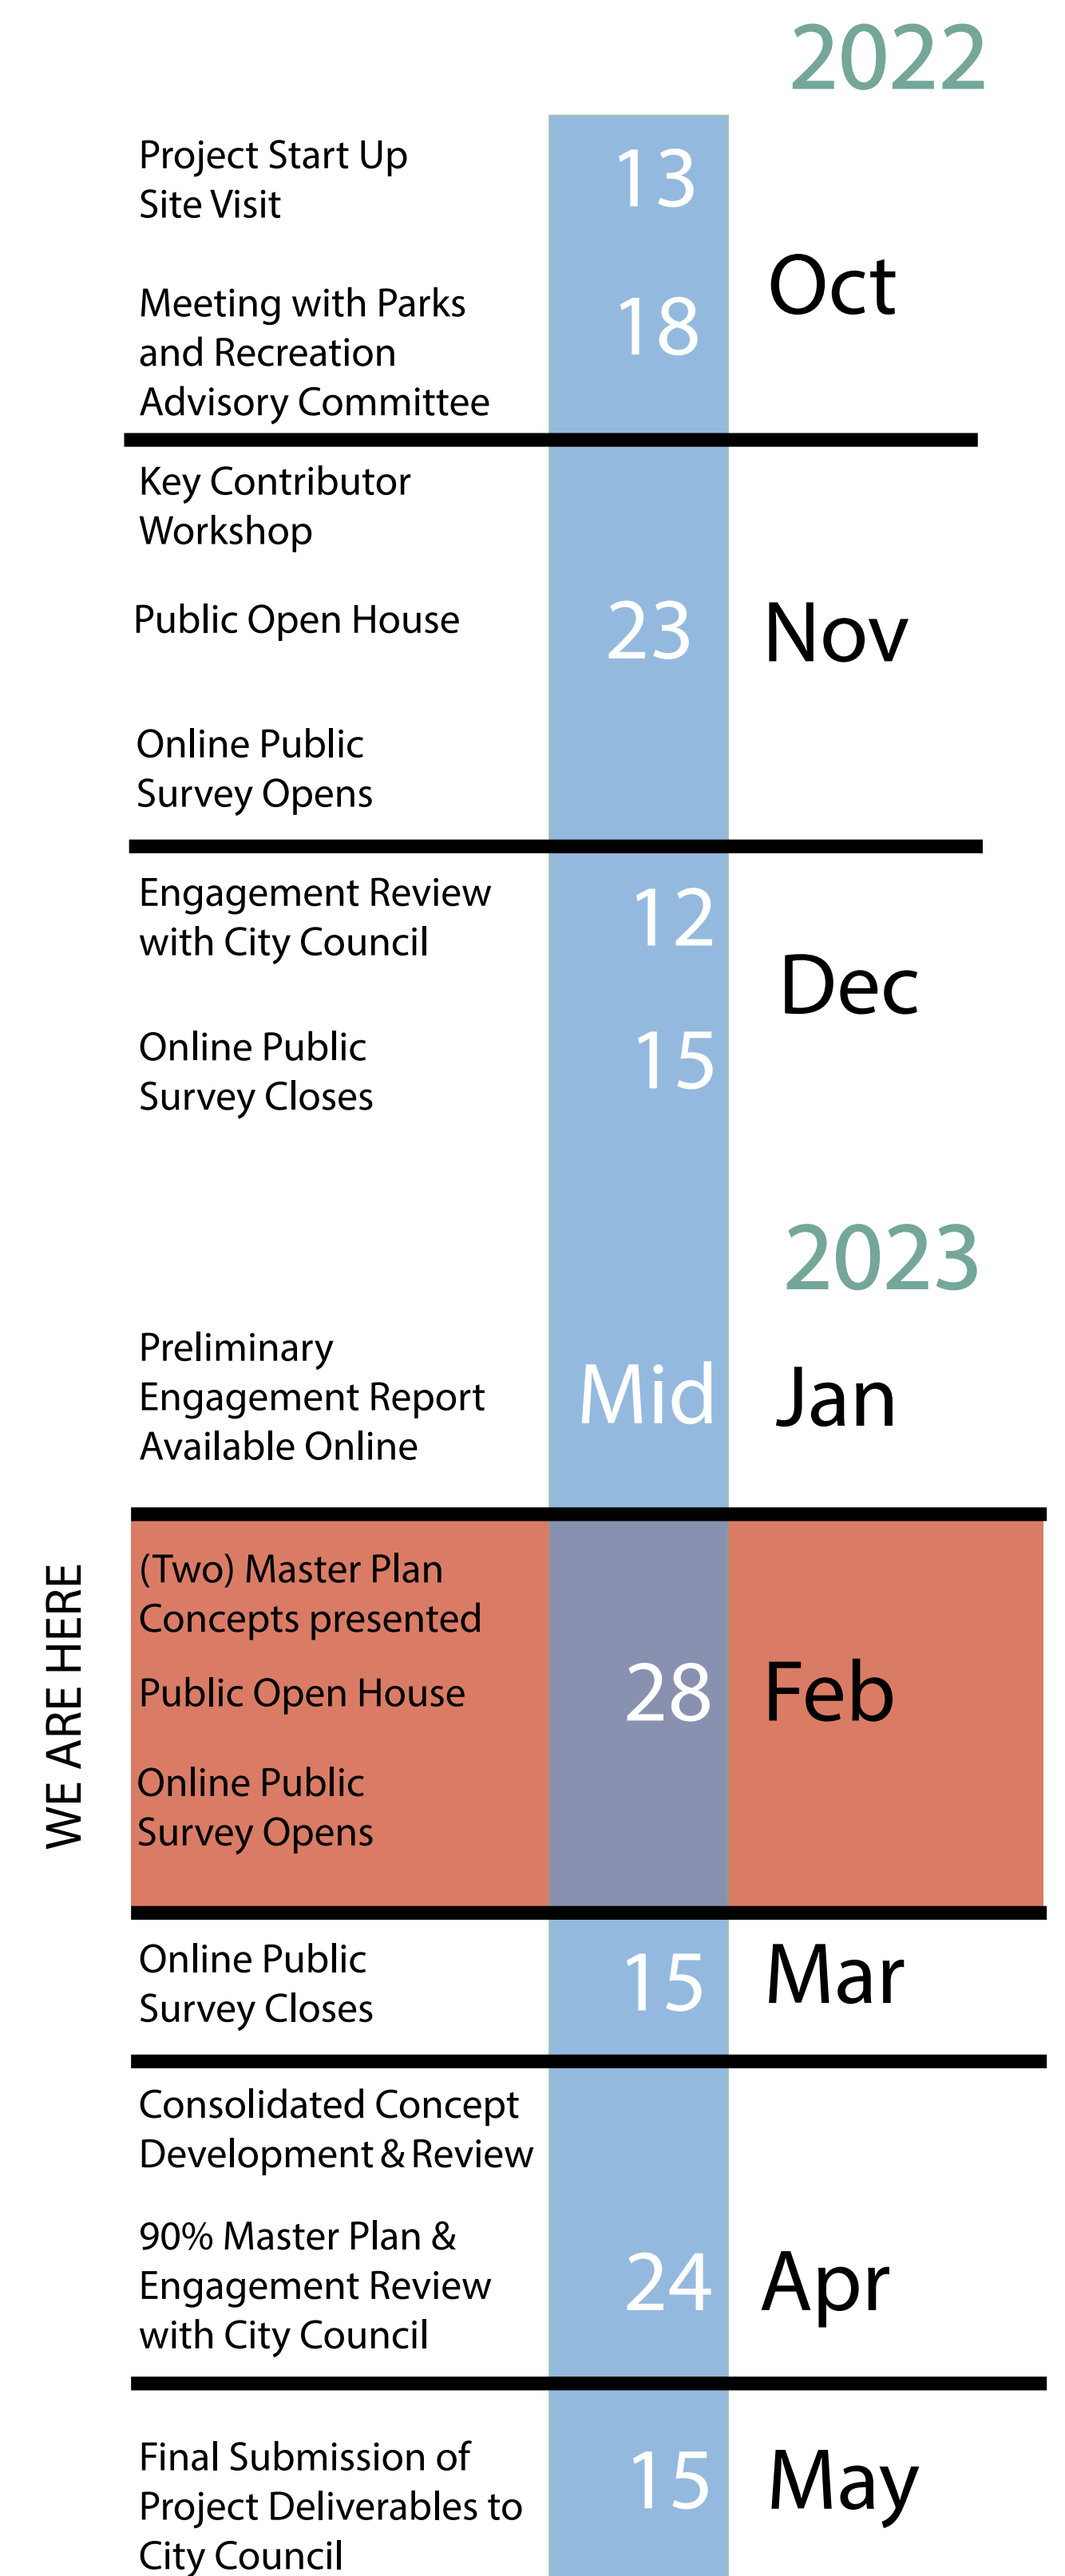 2022
Project Start Up
Site Visit
13
Oct
Meeting with Parks
and Recreation
Advisory Committee
18
Key Contributor
Workshop
Public Open House
23
Nov
Online Public
Survey Opens
Engagement Review
with City Council
12
Dec
Online Public
Survey Closes
15
2023
Preliminary
Engagement Report
Available Online
Mid
Jan
WE ARE HERE
(Two) Master Plan
Concepts presented
Public Open House
28
Feb
Online Public
Survey Opens
Online Public
Survey Closes
15
Mar
Consolidated Concept
Development & Review
90% Master Plan &
Engagement Review
with City Council
24
Apr
Final Submission of
Project Deliverables to
City Council
15
May